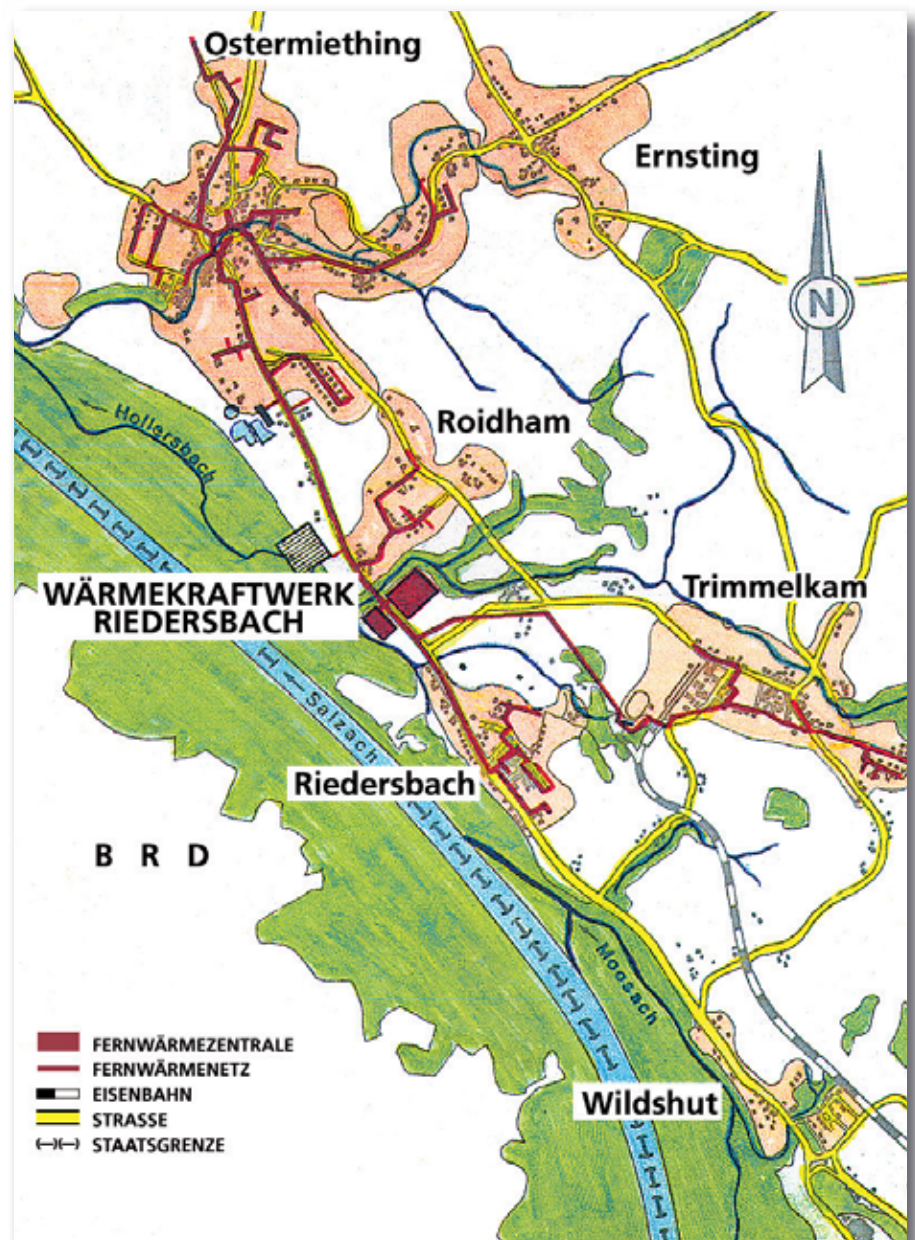 Ostermiething
Ernsting
N
Roidham
Hollersbach
WÄRMEKRAFTWERK
RIEDERSBACH
Trimmelkam
Salzach
Riedersbach
B R D
Moosach
Wildshut
FERNWÄRMEZENTRALE
FERNWÄRMENETZ
EISENBAHN
STRASSE
STAATSGRENZE